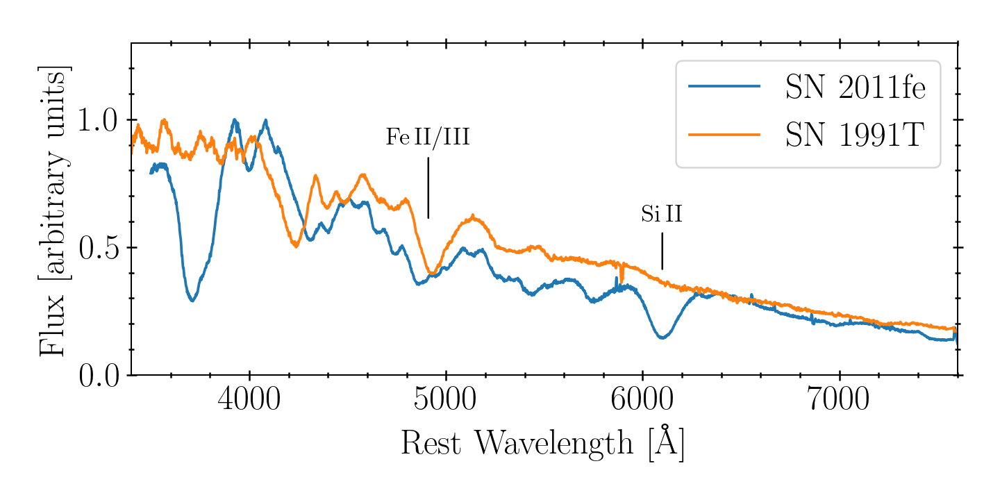 SN 2011fe
SN 1991T
Fe II/III
Si II
Flux [arbitrary units]
1.0
0.5
0.0
4000
5000
6000
7000
Rest Wavelength [Å]